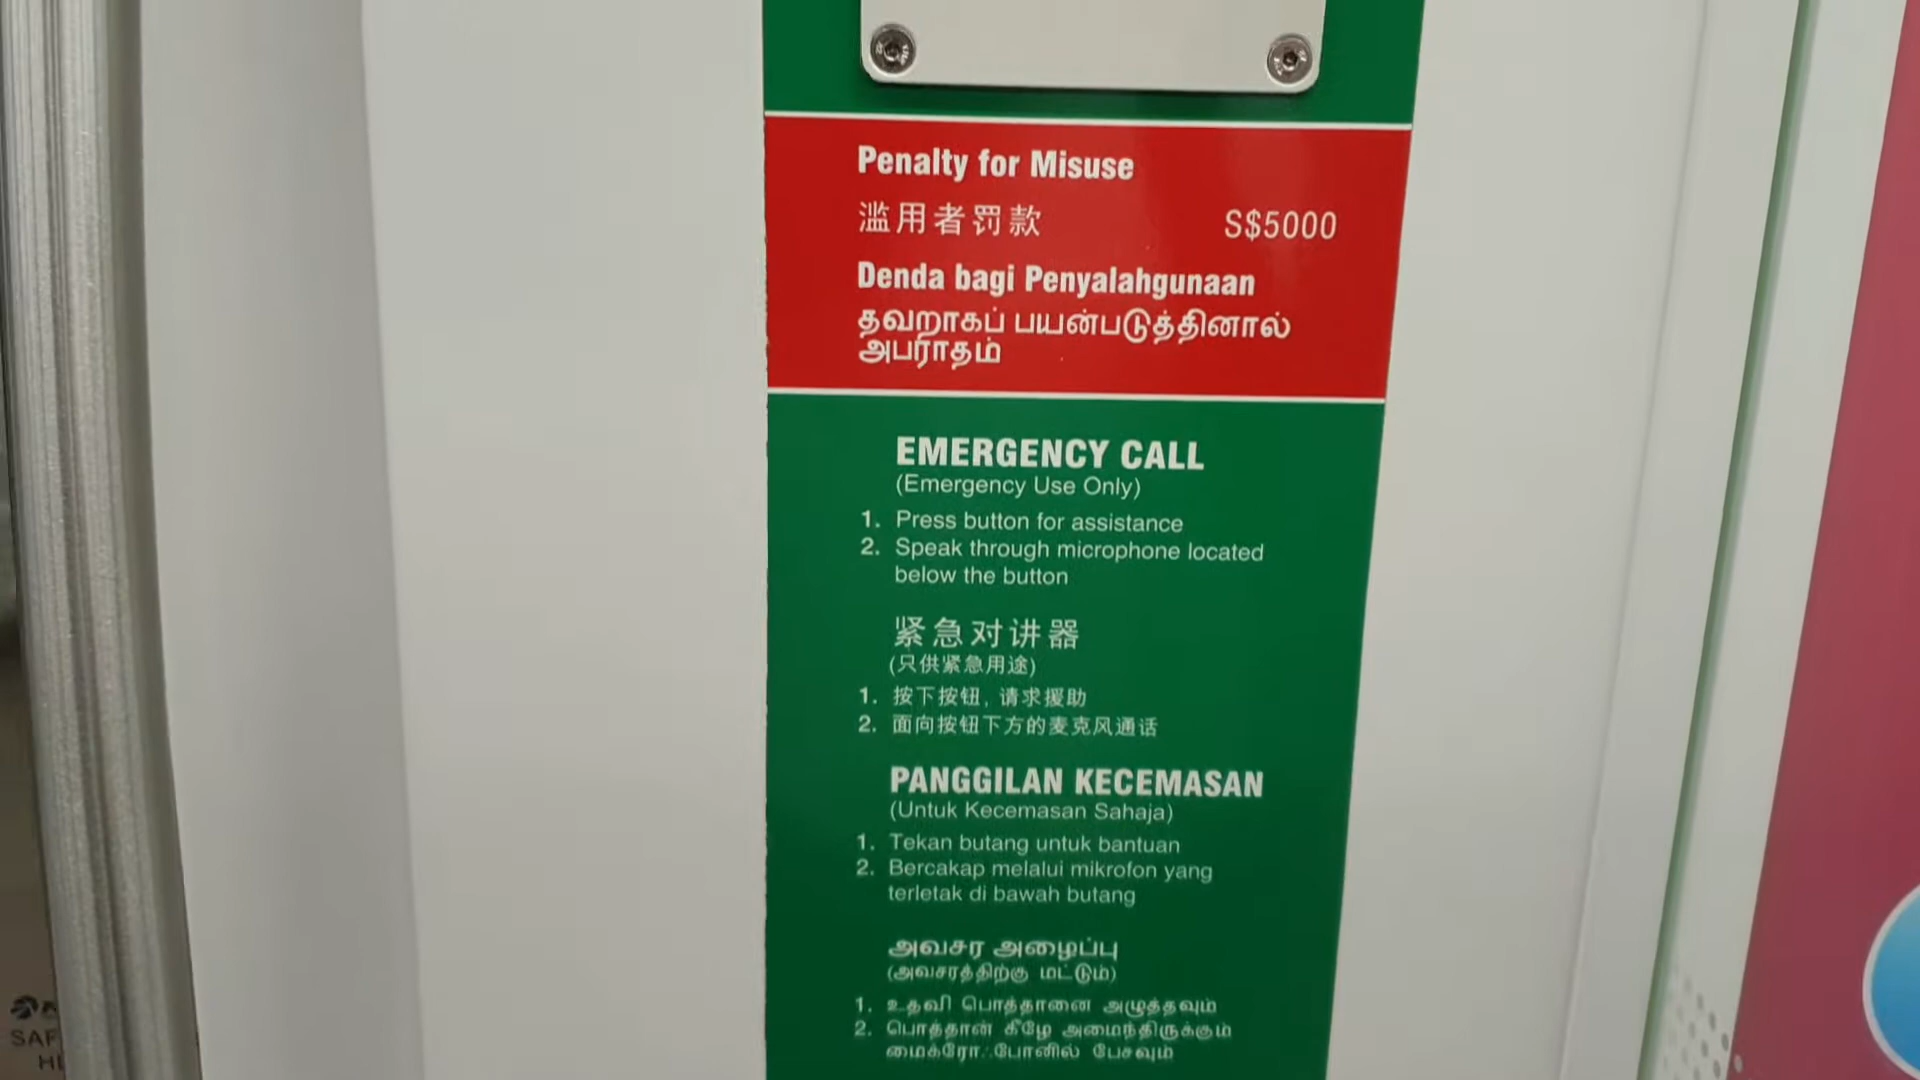 Penalty for Misuse
滥用者罚款
S$5000
Denda bagi Penyalahgunaan
தவறாகப் பயன்படுத்தினால்
அபராதம்
EMERGENCY CALL
(Emergency Use Only)
1. Press button for assistance
2. Speak through microphone located
below the button
紧急对讲器
(只供紧急用途)
1. 按下按钮, 请求援助
2. 面向按钮下方的麦克风通话
PANGGILAN KECEMASAN
(Untuk Kecemasan Sahaja)
1. Tekan butang untuk bantuan
2. Bercakap melalui mikrofon yang
terletak di bawah butang
அவசர அழைப்பு
(அவசரத்திற்கு மட்டும்)
1. உதவி பொத்தானை அழுத்தவும்
2. பொத்தான் கீழே அமைந்திருக்கும்
மைக்ரோஃபோனில் பேசவும்